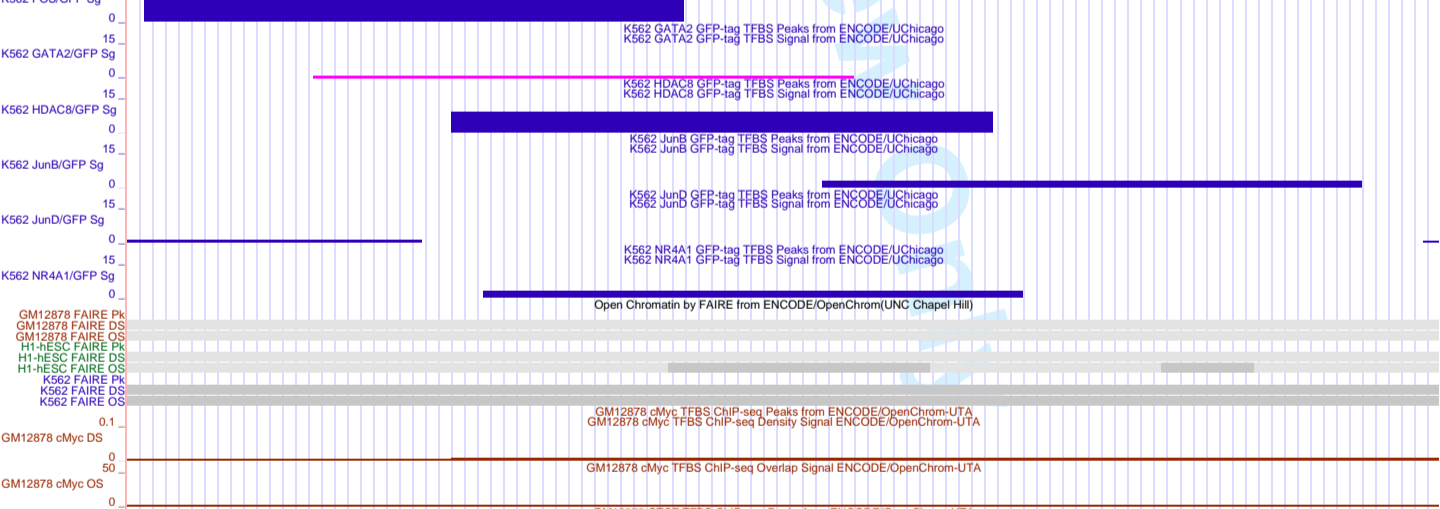 K562 FOS/GFP Sg
0
K562 GATA2 GFP-tag TFBS Peaks from ENCODE/UChicago
K562 GATA2 GFP-tag TFBS Signal from ENCODE/UChicago
15
K562 GATA2/GFP Sg
0
K562 HDAC8 GFP-tag TFBS Peaks from ENCODE/UChicago
K562 HDAC8 GFP-tag TFBS Signal from ENCODE/UChicago
15
K562 HDAC8/GFP Sg
0
K562 JunB GFP-tag TFBS Peaks from ENCODE/UChicago
K562 JunB GFP-tag TFBS Signal from ENCODE/UChicago
15
K562 JunB/GFP Sg
0
K562 JunD GFP-tag TFBS Peaks from ENCODE/UChicago
K562 JunD GFP-tag TFBS Signal from ENCODE/UChicago
15
K562 JunD/GFP Sg
0
K562 NR4A1 GFP-tag TFBS Peaks from ENCODE/UChicago
K562 NR4A1 GFP-tag TFBS Signal from ENCODE/UChicago
15
K562 NR4A1/GFP Sg
0
Open Chromatin by FAIRE from ENCODE/OpenChrom(UNC Chapel Hill)
GM12878 FAIRE Pk
GM12878 FAIRE DS
GM12878 FAIRE OS
H1-hESC FAIRE Pk
H1-hESC FAIRE DS
H1-hESC FAIRE OS
K562 FAIRE Pk
K562 FAIRE DS
K562 FAIRE OS
GM12878 cMyc TFBS ChIP-seq Peaks from ENCODE/OpenChrom-UTA
GM12878 cMyc TFBS ChIP-seq Density Signal ENCODE/OpenChrom-UTA
0.1
GM12878 cMyc DS
0
GM12878 cMyc TFBS ChIP-seq Overlap Signal ENCODE/OpenChrom-UTA
50
GM12878 cMyc OS
0